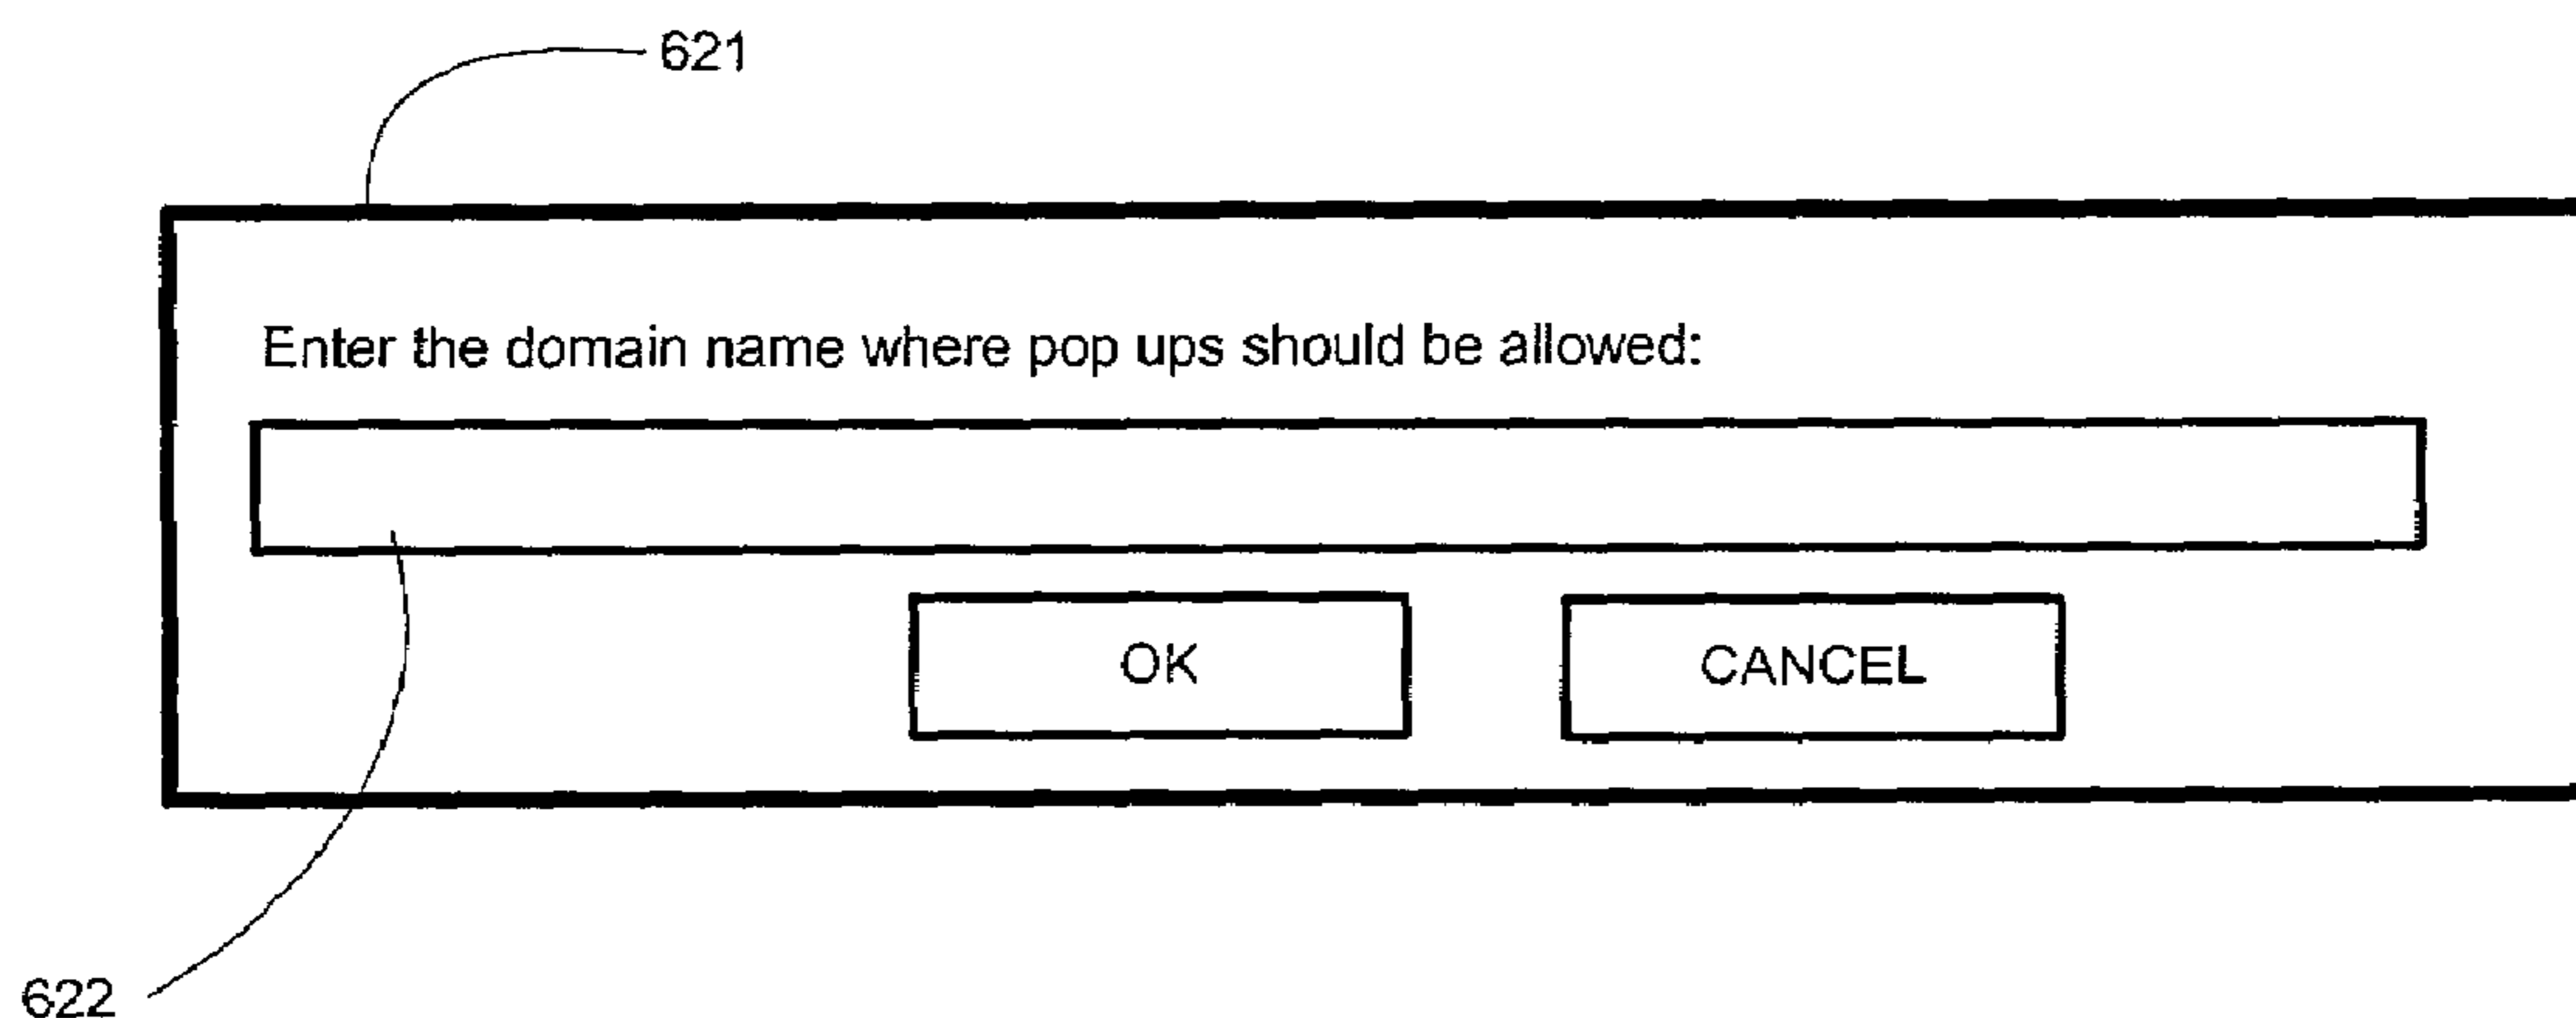 621
Enter the domain name where pop ups should be allowed:
OK CANCEL
622